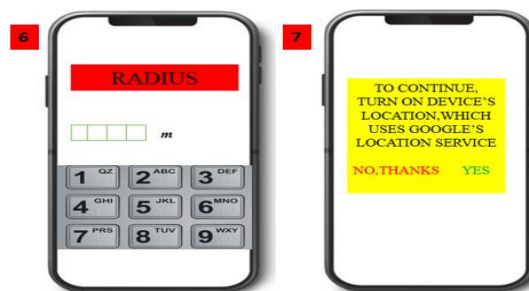 6
RADIUS
m
1 QZ 2 ABC 3 DEF
4 GHI 5 JKL 6 MNO
7 PRS 8 TUV 9 WXY
7
TO CONTINUE,
TURN ON DEVICE'S
LOCATION,WHICH
USES GOOGLE'S
LOCATION SERVICE
NO,THANKS YES